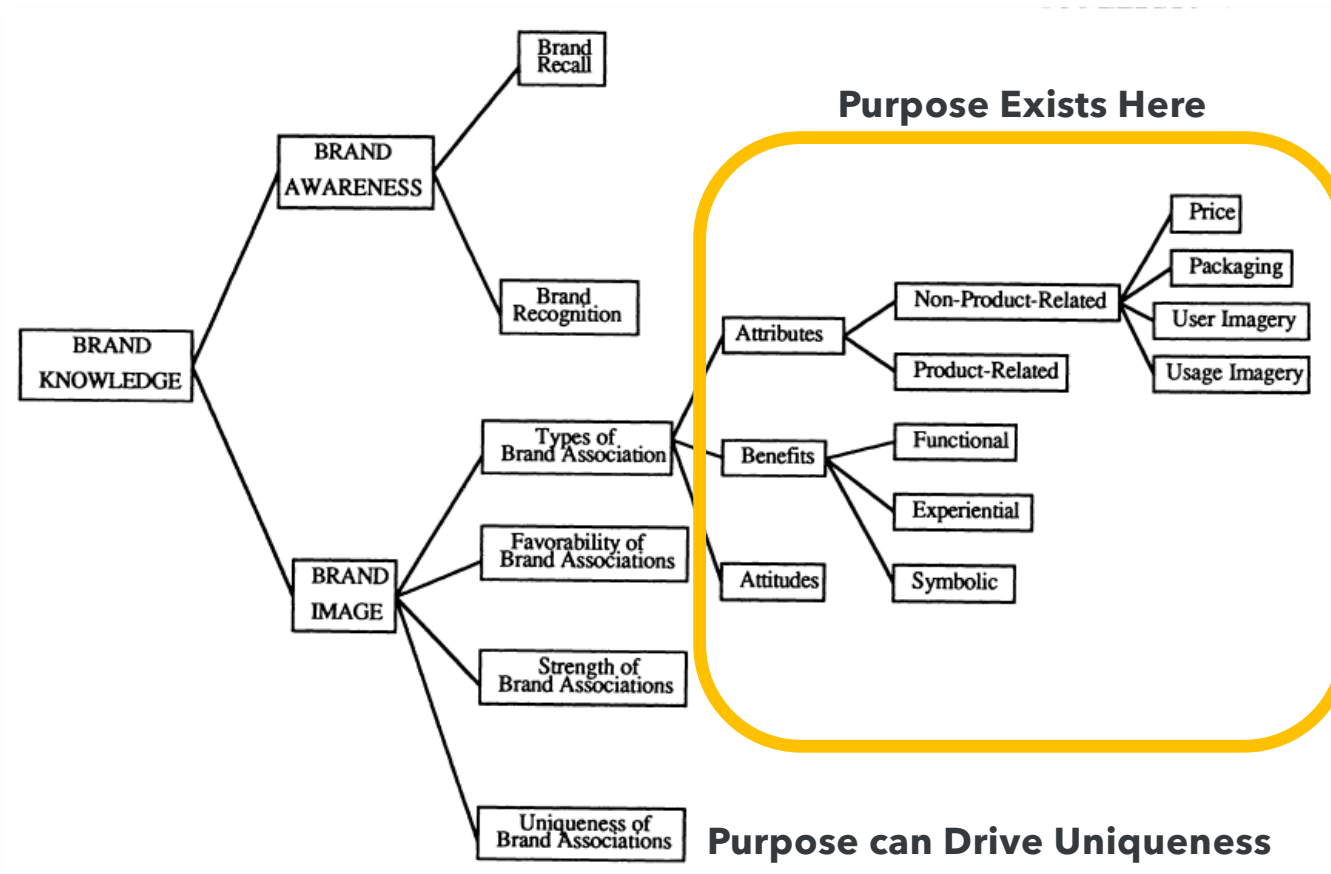 Brand
Recall
Purpose Exists Here
BRAND
AWARENESS
Price
Packaging
Brand
Recognition
Non-Product-Related
User Imagery
Attributes
BRAND
KNOWLEDGE
Product-Related
Usage Imagery
Types of
Brand Association
Benefits
Functional
Experiential
Favorability of
Brand Associations
BRAND
IMAGE
Attitudes
Symbolic
Strength of
Brand Associations
Uniqueness of
Brand Associations
Purpose can Drive Uniqueness